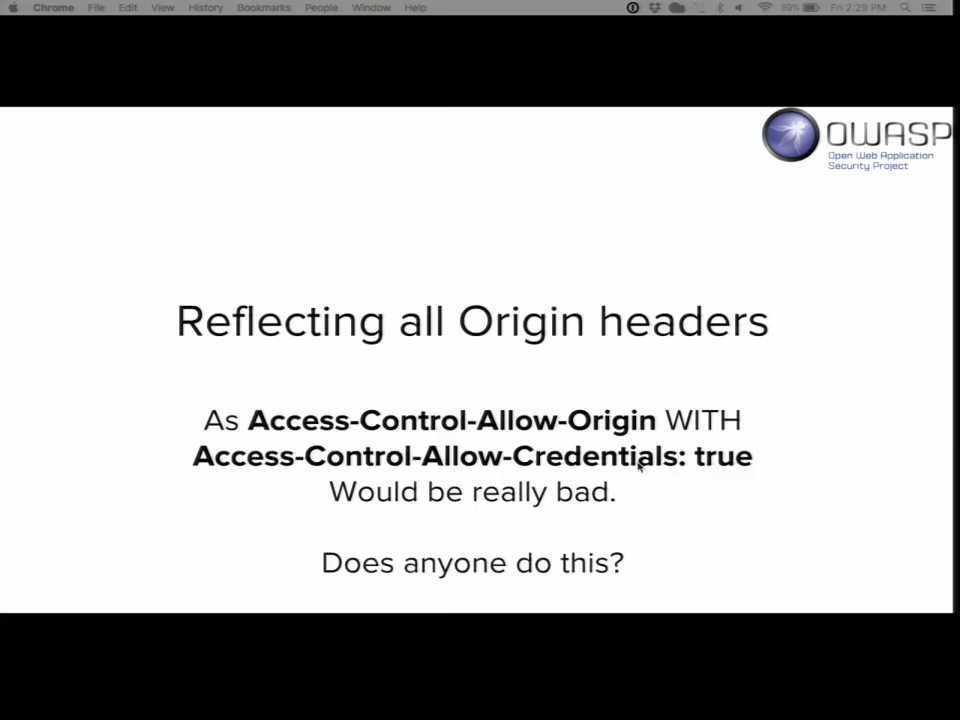 Chrome File Edit View History Bookmarks People Window Help 89% Fri 2:29 PM
OWASP
Open Web Application
Security Project
Reflecting all Origin headers
As Access-Control-Allow-Origin WITH
Access-Control-Allow-Credentials: true
Would be really bad.
Does anyone do this?